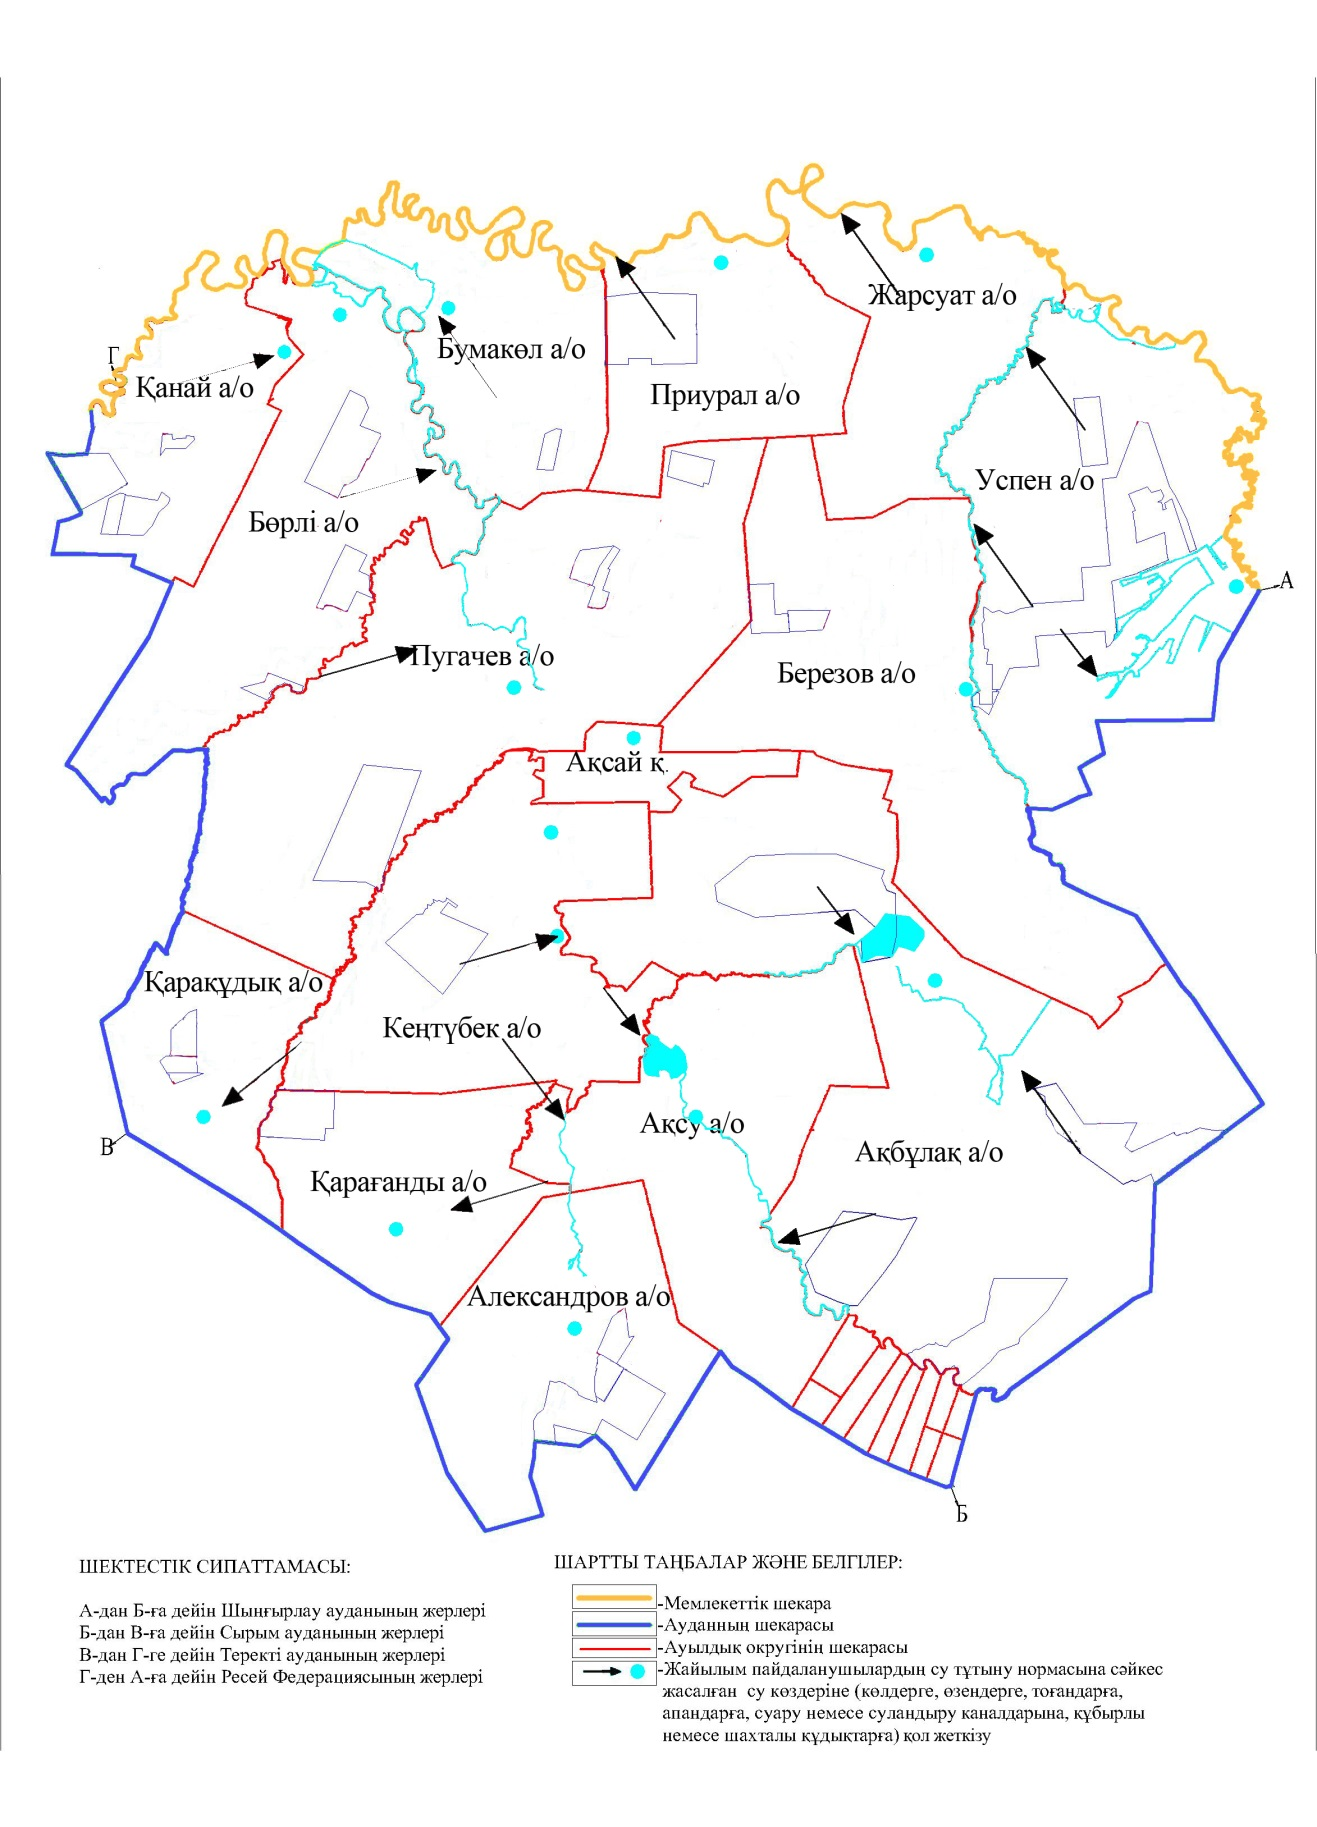 Жарсуат а/о
Г
Бумакөл а/о
Қанай а/о
Приурал а/о
Успен а/о
Бөрлі а/о
А
Пугачев а/о
Березов а/о
Ақсай қ.
Қарақұдық а/о
Кеңтүбек а/о
Ақсу а/о
В
Ақбұлақ а/о
Қарағанды а/о
Александров а/о
Б
ШЕКТЕСТІК СИПАТТАМАСЫ:
А-дан Б-ға дейін Шыңғырлау ауданының жерлері
Б-дан В-ға дейін Сырым ауданының жерлері
В-дан Г-ге дейін Теректі ауданының жерлері
Г-ден А-ға дейін Ресей Федерациясының жерлері
ШАРТТЫ ТАҢБАЛАР ЖӘНЕ БЕЛГІЛЕР:
-Мемлекеттік шекара
-Ауданның шекарасы
-Ауылдық округінің шекарасы
-Жайылым пайдаланушылардың су тұтыну нормасына сәйкес
жасалған су көздеріне (көлдерге, өзендерге, тоғандарға,
апандарға, суару немесе суландыру каналдарына, құбырлы
немесе шахталы құдықтарға) қол жеткізу